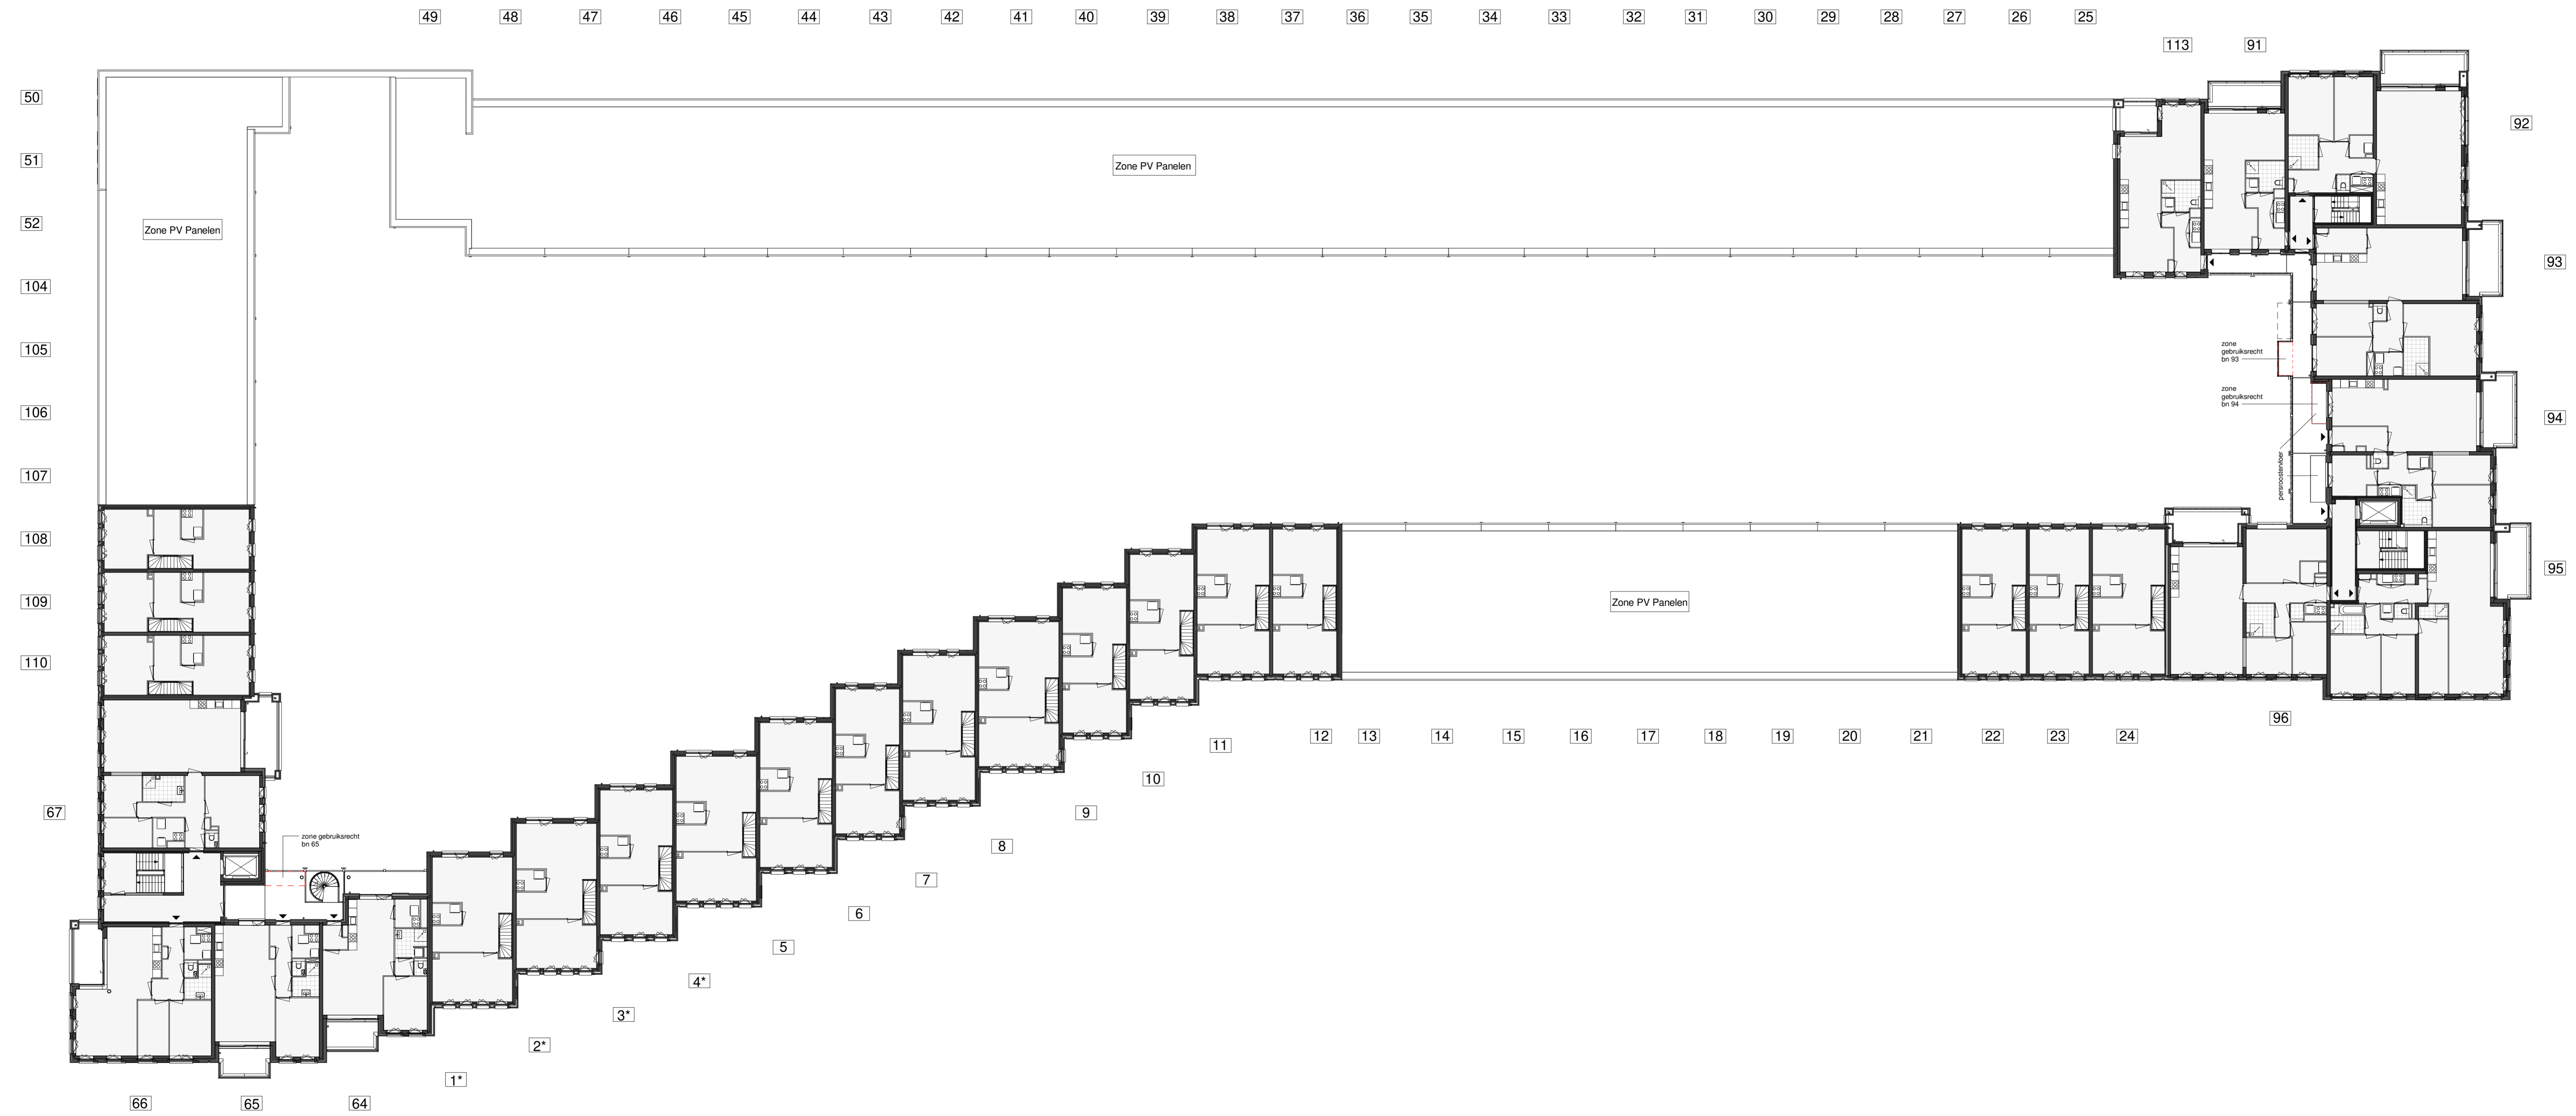 49 48 47 46 45 44 43 42 41 40 39 38 37 36 35 34 33 32 31 30 29 28 27 26 25
113 91
50
92
51
Zone PV Panelen
52
Zone PV Panelen
93
104
105
zone
gebruiksrecht
bn 93
zone
gebruiksrecht
bn 94
106
94
107
persroostervloer
108
95
109
Zone PV Panelen
110
96
12 13 14 15 16 17 18 19 20 21 22 23 24
11
10
67
9
zone gebruiksrecht
bn 65
8
7
6
5
4*
3*
2*
1*
66 65 64